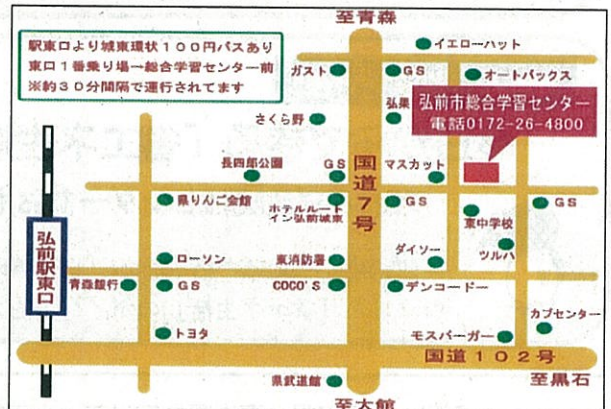 至青森
駅東口より城東環状100円バスあり
東口1番乗り場→総合学習センター前
※約30分間隔で運行されてます
イエローハット
ガスト
GS
オートバックス
弘果
弘前市総合学習センター
電話0172-26-4800
さくら野
国道7号
長四郎公園
GS
マスカット
県りんご会館
ホテルルート
イン弘前城東
GS
東中学校
GS
ツルハ
弘前駅東口
ローソン
東消防署
ダイソー
青森銀行
GS
COCO'S
デンコードー
カブセンター
トヨタ
モスバーガー
国道102号
県武道館
至黒石
至大館